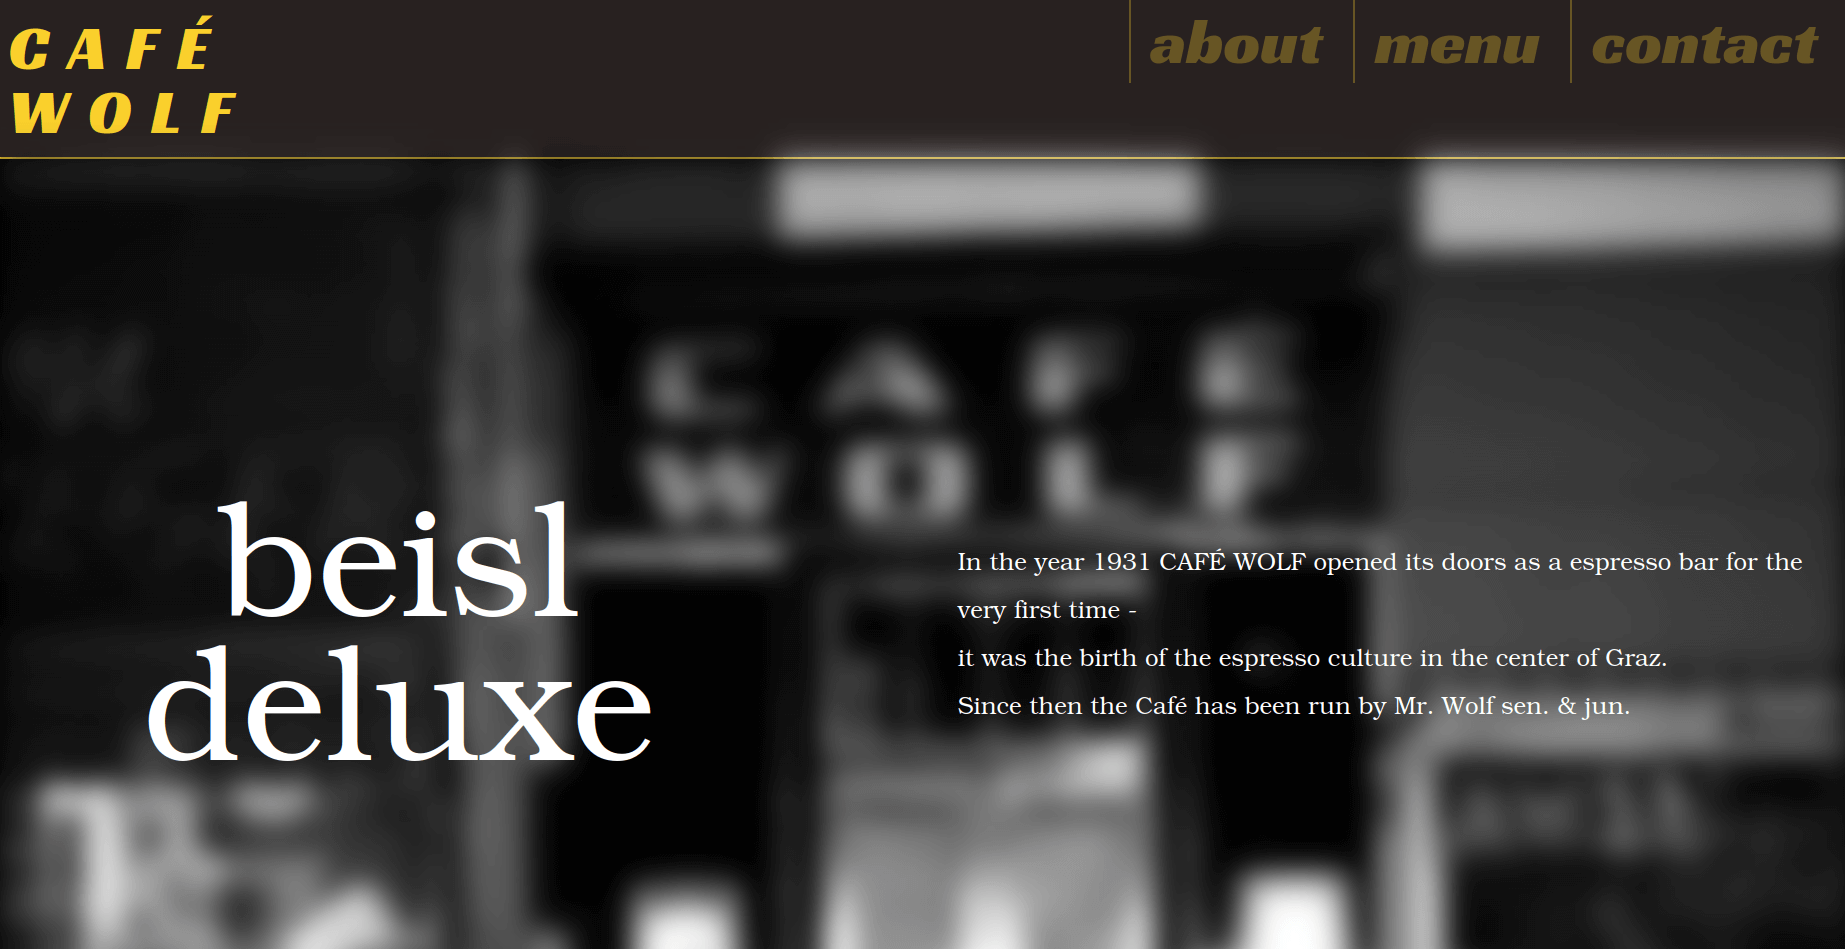 CAFÉ
WOLF
about
menu
contact
CAFE
WOLF
beisl
deluxe
In the year 1931 CAFÉ WOLF opened its doors as a espresso bar for the
very first time -
it was the birth of the espresso culture in the center of Graz.
Since then the Café has been run by Mr. Wolf sen. & jun.